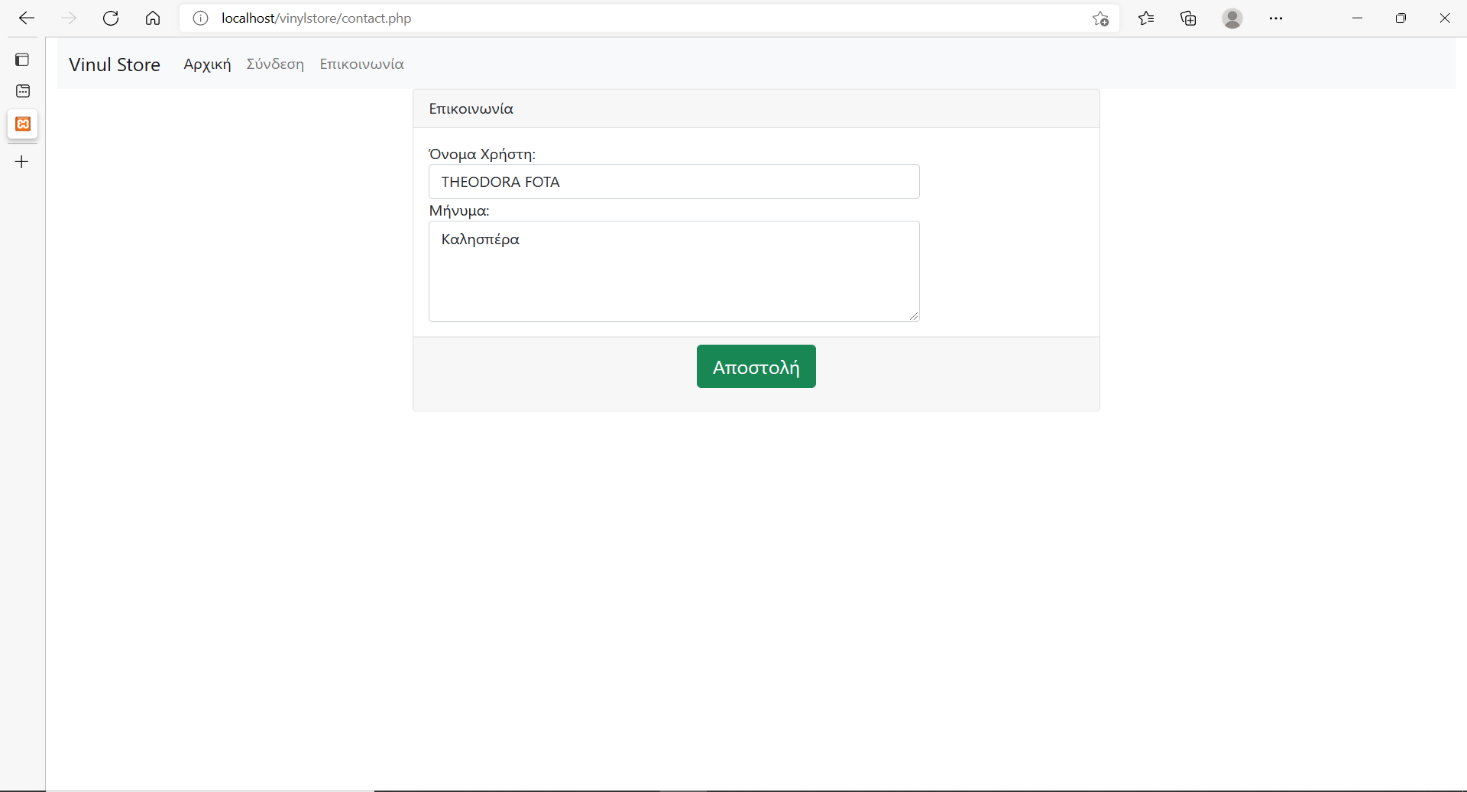 localhost/vinylstore/contact.php
Vinul Store Αρχική Σύνδεση Επικοινωνία
Επικοινωνία
Όνομα Χρήστη:
THEODORA FOTA
Μήνυμα:
Καλησπέρα
Αποστολή